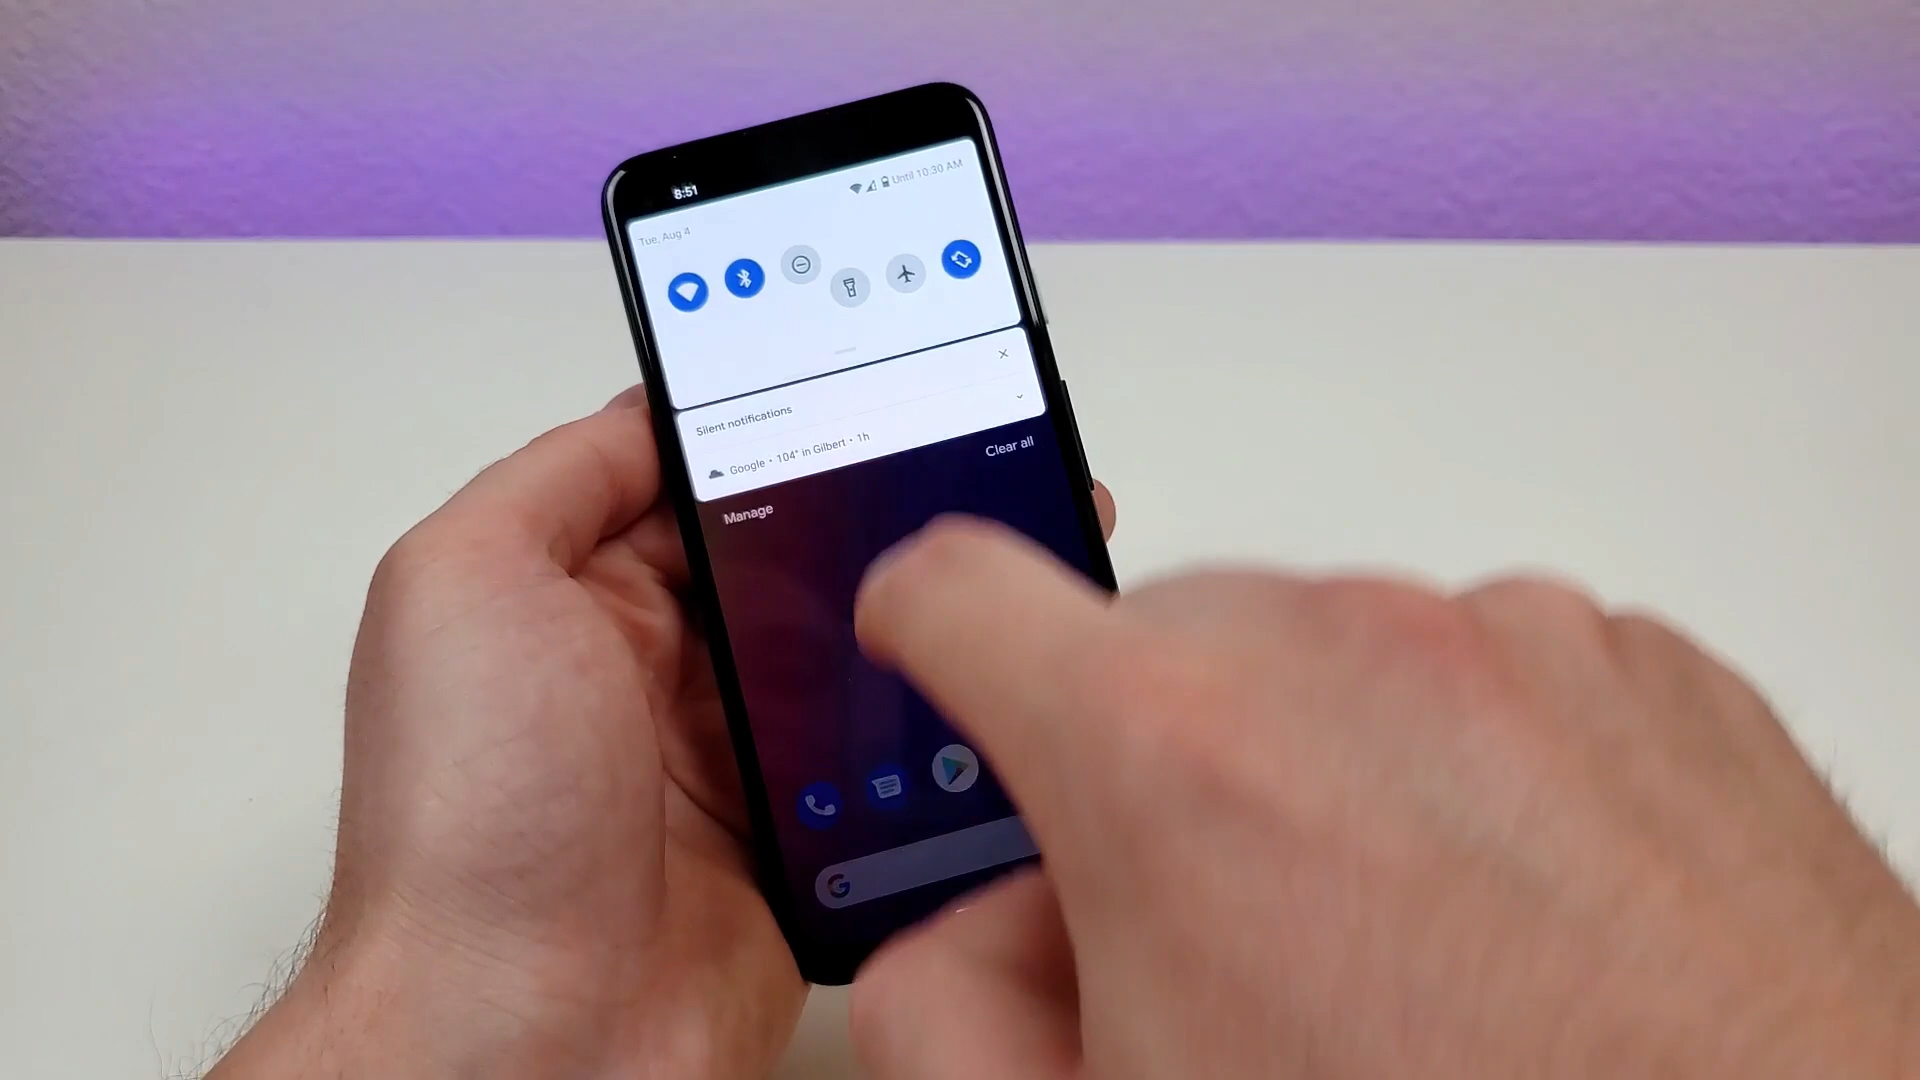 8:51
Until 10:30 AM
Tue, Aug 4
Silent notifications
Google • 104° in Gilbert • 1h
Clear all
Manage
G